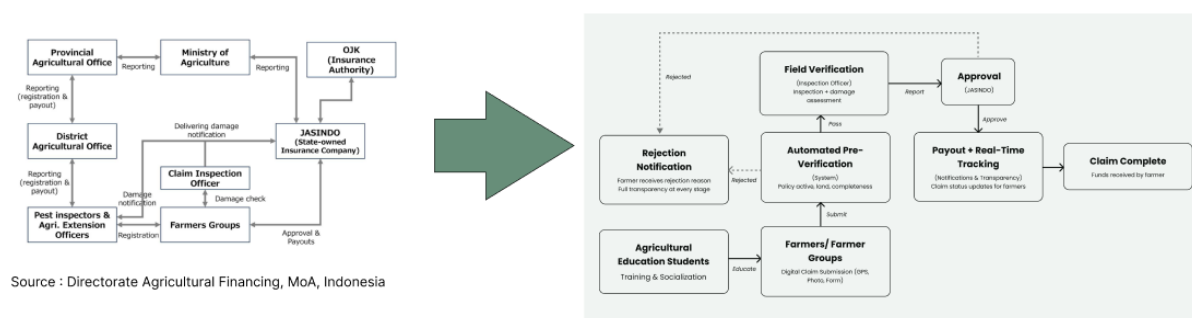 Provincial
Agricultural Office
Reporting
Ministry of
Agriculture
Reporting
OJK
(Insurance
Authority)
Reporting
(registration &
payout)
Delivering damage
notification
District
Agricultural Office
JASINDO
(State-owned
Insurance Company)
Reporting
(registration &
payout)
Claim Inspection
Officer
Damage
notification
Damage check
Pest inspectors &
Agri. Extension
Officers
Registration
Farmers Groups
Approval &
Payouts
Source : Directorate Agricultural Financing, MoA, Indonesia
Rejected
Field Verification
(Inspection Officer)
Inspection + damage
assessment
Report
Approval
(JASINDO)
Pass
Approve
Rejection
Notification
Farmer receives rejection reason
Full transparency at every stage
Rejected
Automated Pre-
Verification
(System)
Policy active, land, completeness
Payout + Real-Time
Tracking
(Notifications & Transparency)
Claim status updates for farmers
Claim Complete
Funds received by farmer
Submit
Agricultural
Education Students
Training & Socialization
Educate
Farmers/ Farmer
Groups
Digital Claim Submission (GPS,
Photo, Form)